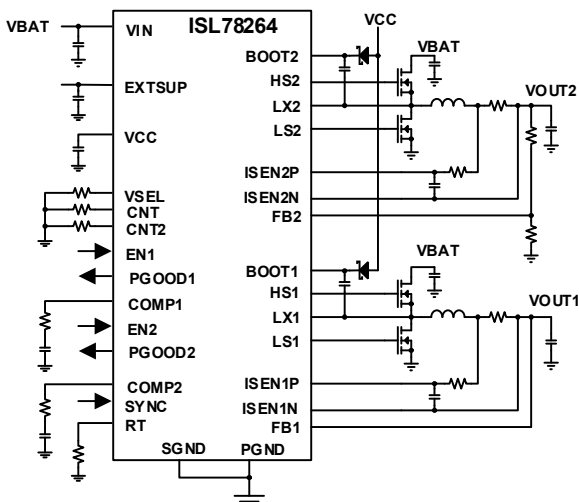 ISL78264
VBAT
VIN
EXTSUP
VCC
VSEL
CNT
CNT2
EN1
PGOOD1
COMP1
EN2
PGOOD2
COMP2
SYNC
RT
SGND
PGND
VCC
BOOT2
VBAT
HS2
LX2
VOUT2
LS2
ISEN2P
ISEN2N
FB2
VBAT
BOOT1
HS1
LX1
VOUT1
LS1
ISEN1P
ISEN1N
FB1